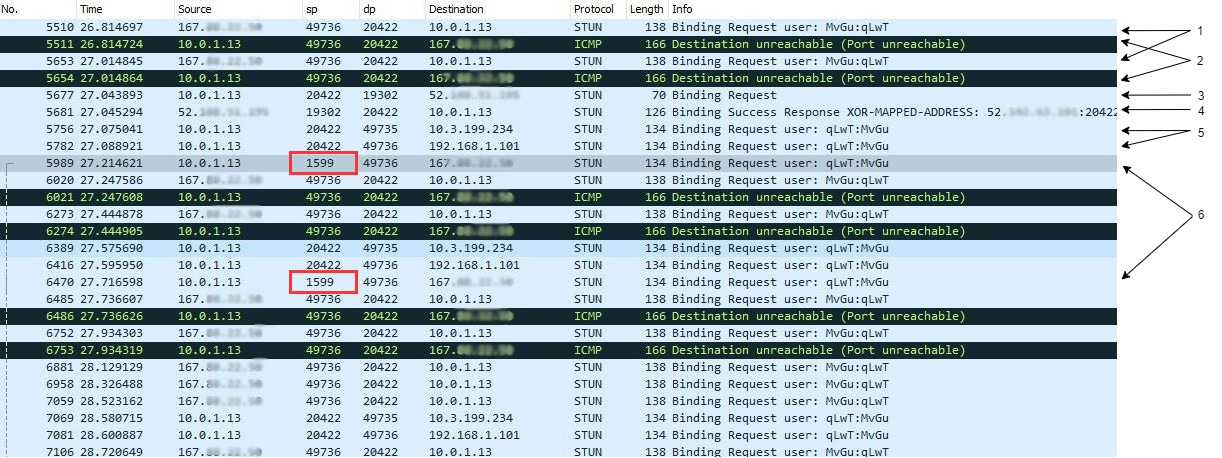 No. Time Source sp dp Destination Protocol Length Info
5510 26.814697 167. 49736 20422 10.0.1.13 STUN 138 Binding Request user: MvGu:qLwT 1
5511 26.814724 10.0.1.13 49736 20422 167. ICMP 166 Destination unreachable (Port unreachable)
5653 27.014845 167. 49736 20422 10.0.1.13 STUN 138 Binding Request user: MvGu:qLwT 2
5654 27.014864 10.0.1.13 49736 20422 167. ICMP 166 Destination unreachable (Port unreachable)
5677 27.043893 10.0.1.13 20422 19302 52. STUN 70 Binding Request 3
5681 27.045294 52. 19302 20422 10.0.1.13 STUN 126 Binding Success Response XOR-MAPPED-ADDRESS: 52. :20422 4
5756 27.075041 10.0.1.13 20422 49735 10.3.199.234 STUN 134 Binding Request user: qLwT:MvGu 5
5782 27.088921 10.0.1.13 20422 49736 192.168.1.101 STUN 134 Binding Request user: qLwT:MvGu
5989 27.214621 10.0.1.13 1599 49736 167. STUN 134 Binding Request user: qLwT:MvGu
6020 27.247586 167. 49736 20422 10.0.1.13 STUN 138 Binding Request user: MvGu:qLwT
6021 27.247608 10.0.1.13 49736 20422 167. ICMP 166 Destination unreachable (Port unreachable)
6273 27.444878 167. 49736 20422 10.0.1.13 STUN 138 Binding Request user: MvGu:qLwT 6
6274 27.444905 10.0.1.13 49736 20422 167. ICMP 166 Destination unreachable (Port unreachable)
6389 27.575690 10.0.1.13 20422 49735 10.3.199.234 STUN 134 Binding Request user: qLwT:MvGu
6416 27.595950 10.0.1.13 20422 49736 192.168.1.101 STUN 134 Binding Request user: qLwT:MvGu
6470 27.716598 10.0.1.13 1599 49736 167. STUN 134 Binding Request user: qLwT:MvGu
6485 27.736607 167. 49736 20422 10.0.1.13 STUN 138 Binding Request user: MvGu:qLwT
6486 27.736626 10.0.1.13 49736 20422 167. ICMP 166 Destination unreachable (Port unreachable)
6752 27.934303 167. 49736 20422 10.0.1.13 STUN 138 Binding Request user: MvGu:qLwT
6753 27.934319 10.0.1.13 49736 20422 167. ICMP 166 Destination unreachable (Port unreachable)
6881 28.129129 167. 49736 20422 10.0.1.13 STUN 138 Binding Request user: MvGu:qLwT
6958 28.326488 167. 49736 20422 10.0.1.13 STUN 138 Binding Request user: MvGu:qLwT
7059 28.523162 167. 49736 20422 10.0.1.13 STUN 138 Binding Request user: MvGu:qLwT
7069 28.580715 10.0.1.13 20422 49735 10.3.199.234 STUN 134 Binding Request user: qLwT:MvGu
7081 28.600887 10.0.1.13 20422 49736 192.168.1.101 STUN 134 Binding Request user: qLwT:MvGu
7106 28.720649 167. 49736 20422 10.0.1.13 STUN 138 Binding Request user: MvGu:qLwT